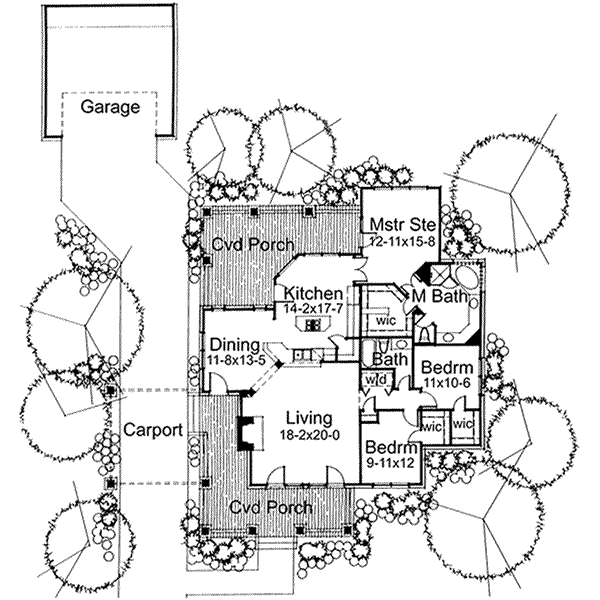 Garage
Cvd Porch
Mstr Ste
12-11x15-8
Kitchen
14-2x17-7
M Bath
wic
Dining
11-8x13-5
Bath
w/d
Bedrm
11x10-6
Living
18-2x20-0
Carport
wic
wic
Bedrm
9-11x12
Cvd Porch